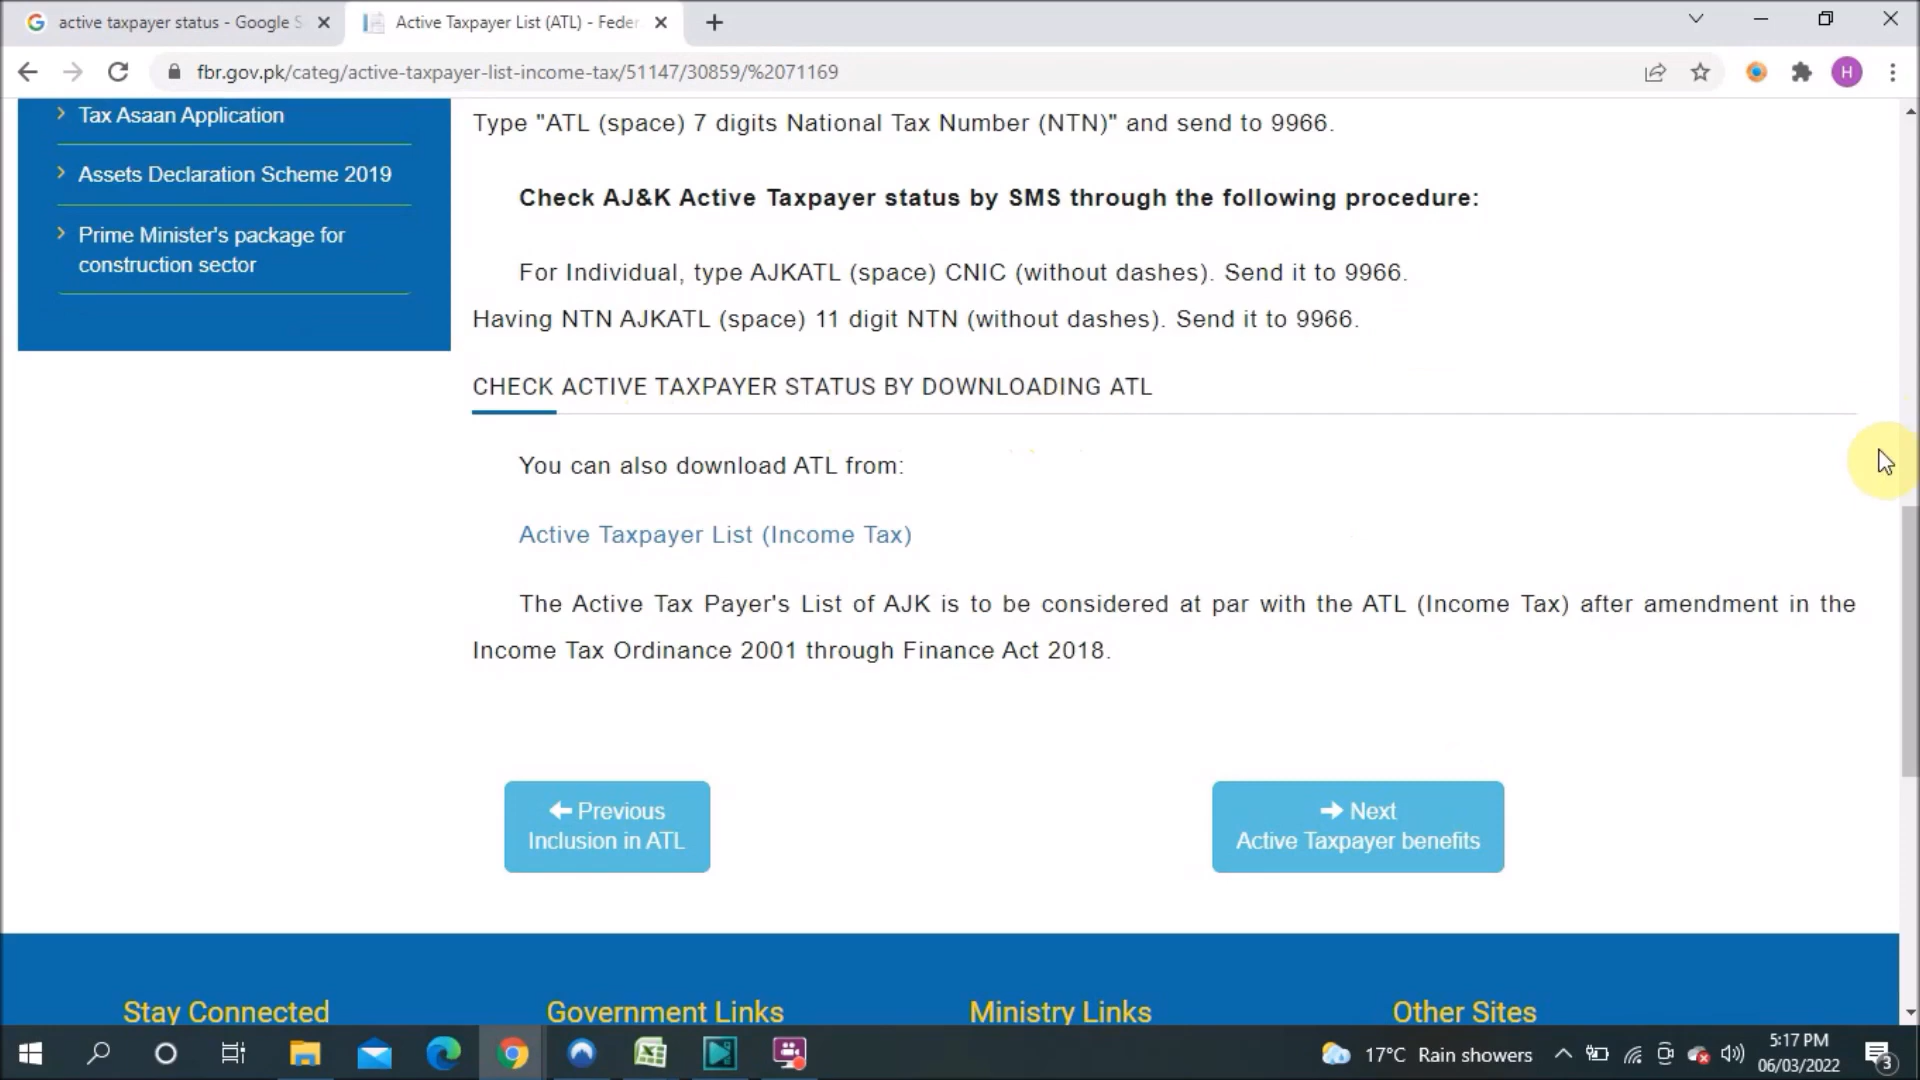 active taxpayer status - Google S
Active Taxpayer List (ATL) - Feder
fbr.gov.pk/categ/active-taxpayer-list-income-tax/51147/30859/%2071169
H
Tax Asaan Application
Assets Declaration Scheme 2019
Prime Minister's package for
construction sector
Type "ATL (space) 7 digits National Tax Number (NTN)" and send to 9966.
Check AJ&K Active Taxpayer status by SMS through the following procedure:
For Individual, type AJKATL (space) CNIC (without dashes). Send it to 9966.
Having NTN AJKATL (space) 11 digit NTN (without dashes). Send it to 9966.
CHECK ACTIVE TAXPAYER STATUS BY DOWNLOADING ATL
You can also download ATL from:
Active Taxpayer List (Income Tax)
The Active Tax Payer's List of AJK is to be considered at par with the ATL (Income Tax) after amendment in the
Income Tax Ordinance 2001 through Finance Act 2018.
Previous
Inclusion in ATL
Next
Active Taxpayer benefits
Stay Connected
Government Links
Ministry Links
Other Sites
17°C Rain showers
5:17 PM
06/03/2022
3